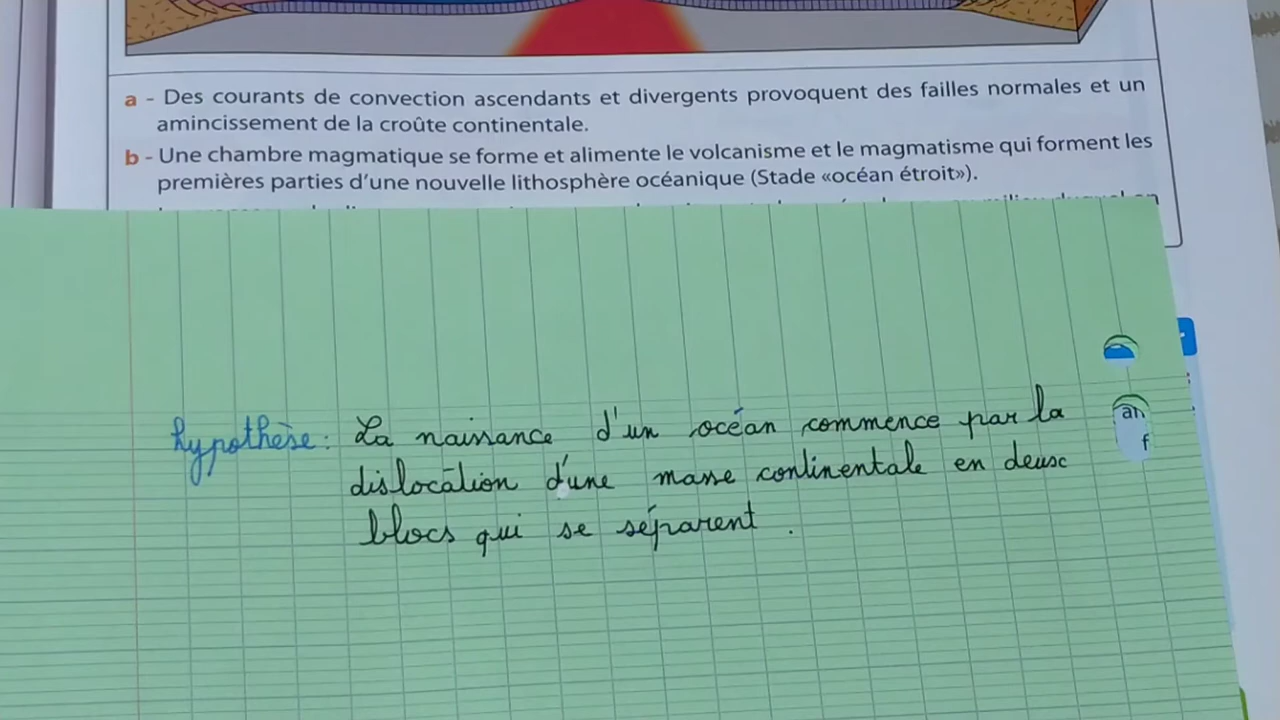 a - Des courants de convection ascendants et divergents provoquent des failles normales et un
amincissement de la croûte continentale.
b - Une chambre magmatique se forme et alimente le volcanisme et le magmatisme qui forment les
premières parties d'une nouvelle lithosphère océanique (Stade «océan étroit»).
hypothèse: La naissance d'un océan commence par la
dislocation d'une masse continentale en deux
blocs qui se séparent.
an
f